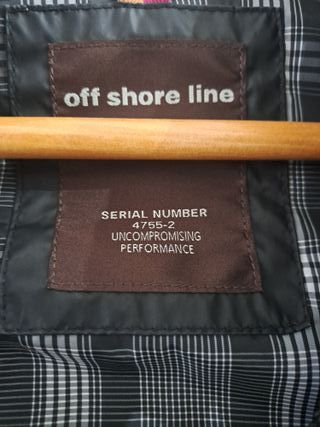 off shore line
SERIAL NUMBER
4755-2
UNCOMPROMISING
PERFORMANCE